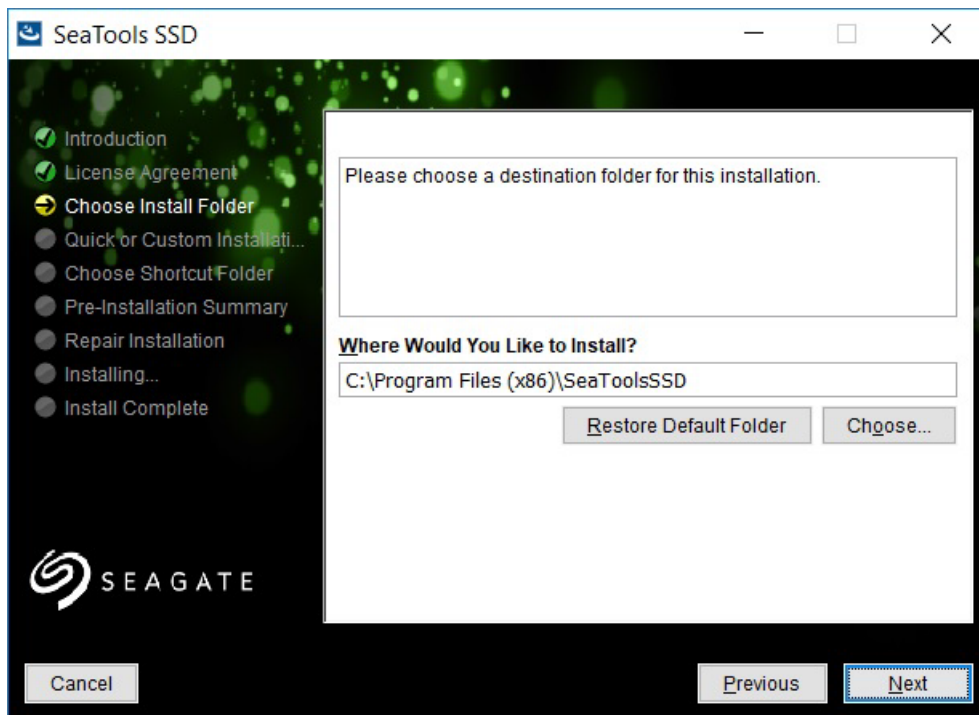 SeaTools SSD
Introduction
License Agreement
Choose Install Folder
Quick or Custom Installati...
Choose Shortcut Folder
Pre-Installation Summary
Repair Installation
Installing...
Install Complete
Please choose a destination folder for this installation.
Where Would You Like to Install?
C:\Program Files (x86)\SeaToolsSSD
Restore Default Folder
Choose...
SEAGATE
Cancel
Previous
Next